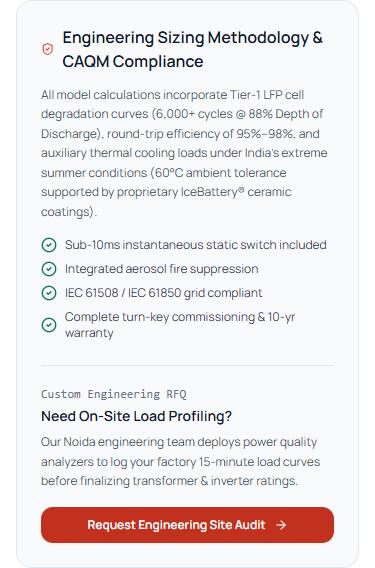 Engineering Sizing Methodology &
CAQM Compliance
All model calculations incorporate Tier-1 LFP cell
degradation curves (6,000+ cycles @ 88% Depth of
Discharge), round-trip efficiency of 95%–98%, and
auxiliary thermal cooling loads under India's extreme
summer conditions (60°C ambient tolerance
supported by proprietary IceBattery® ceramic
coatings).
Sub-10ms instantaneous static switch included
Integrated aerosol fire suppression
IEC 61508 / IEC 61850 grid compliant
Complete turn-key commissioning & 10-yr
warranty
Custom Engineering RFQ
Need On-Site Load Profiling?
Our Noida engineering team deploys power quality
analyzers to log your factory 15-minute load curves
before finalizing transformer & inverter ratings.
Request Engineering Site Audit →